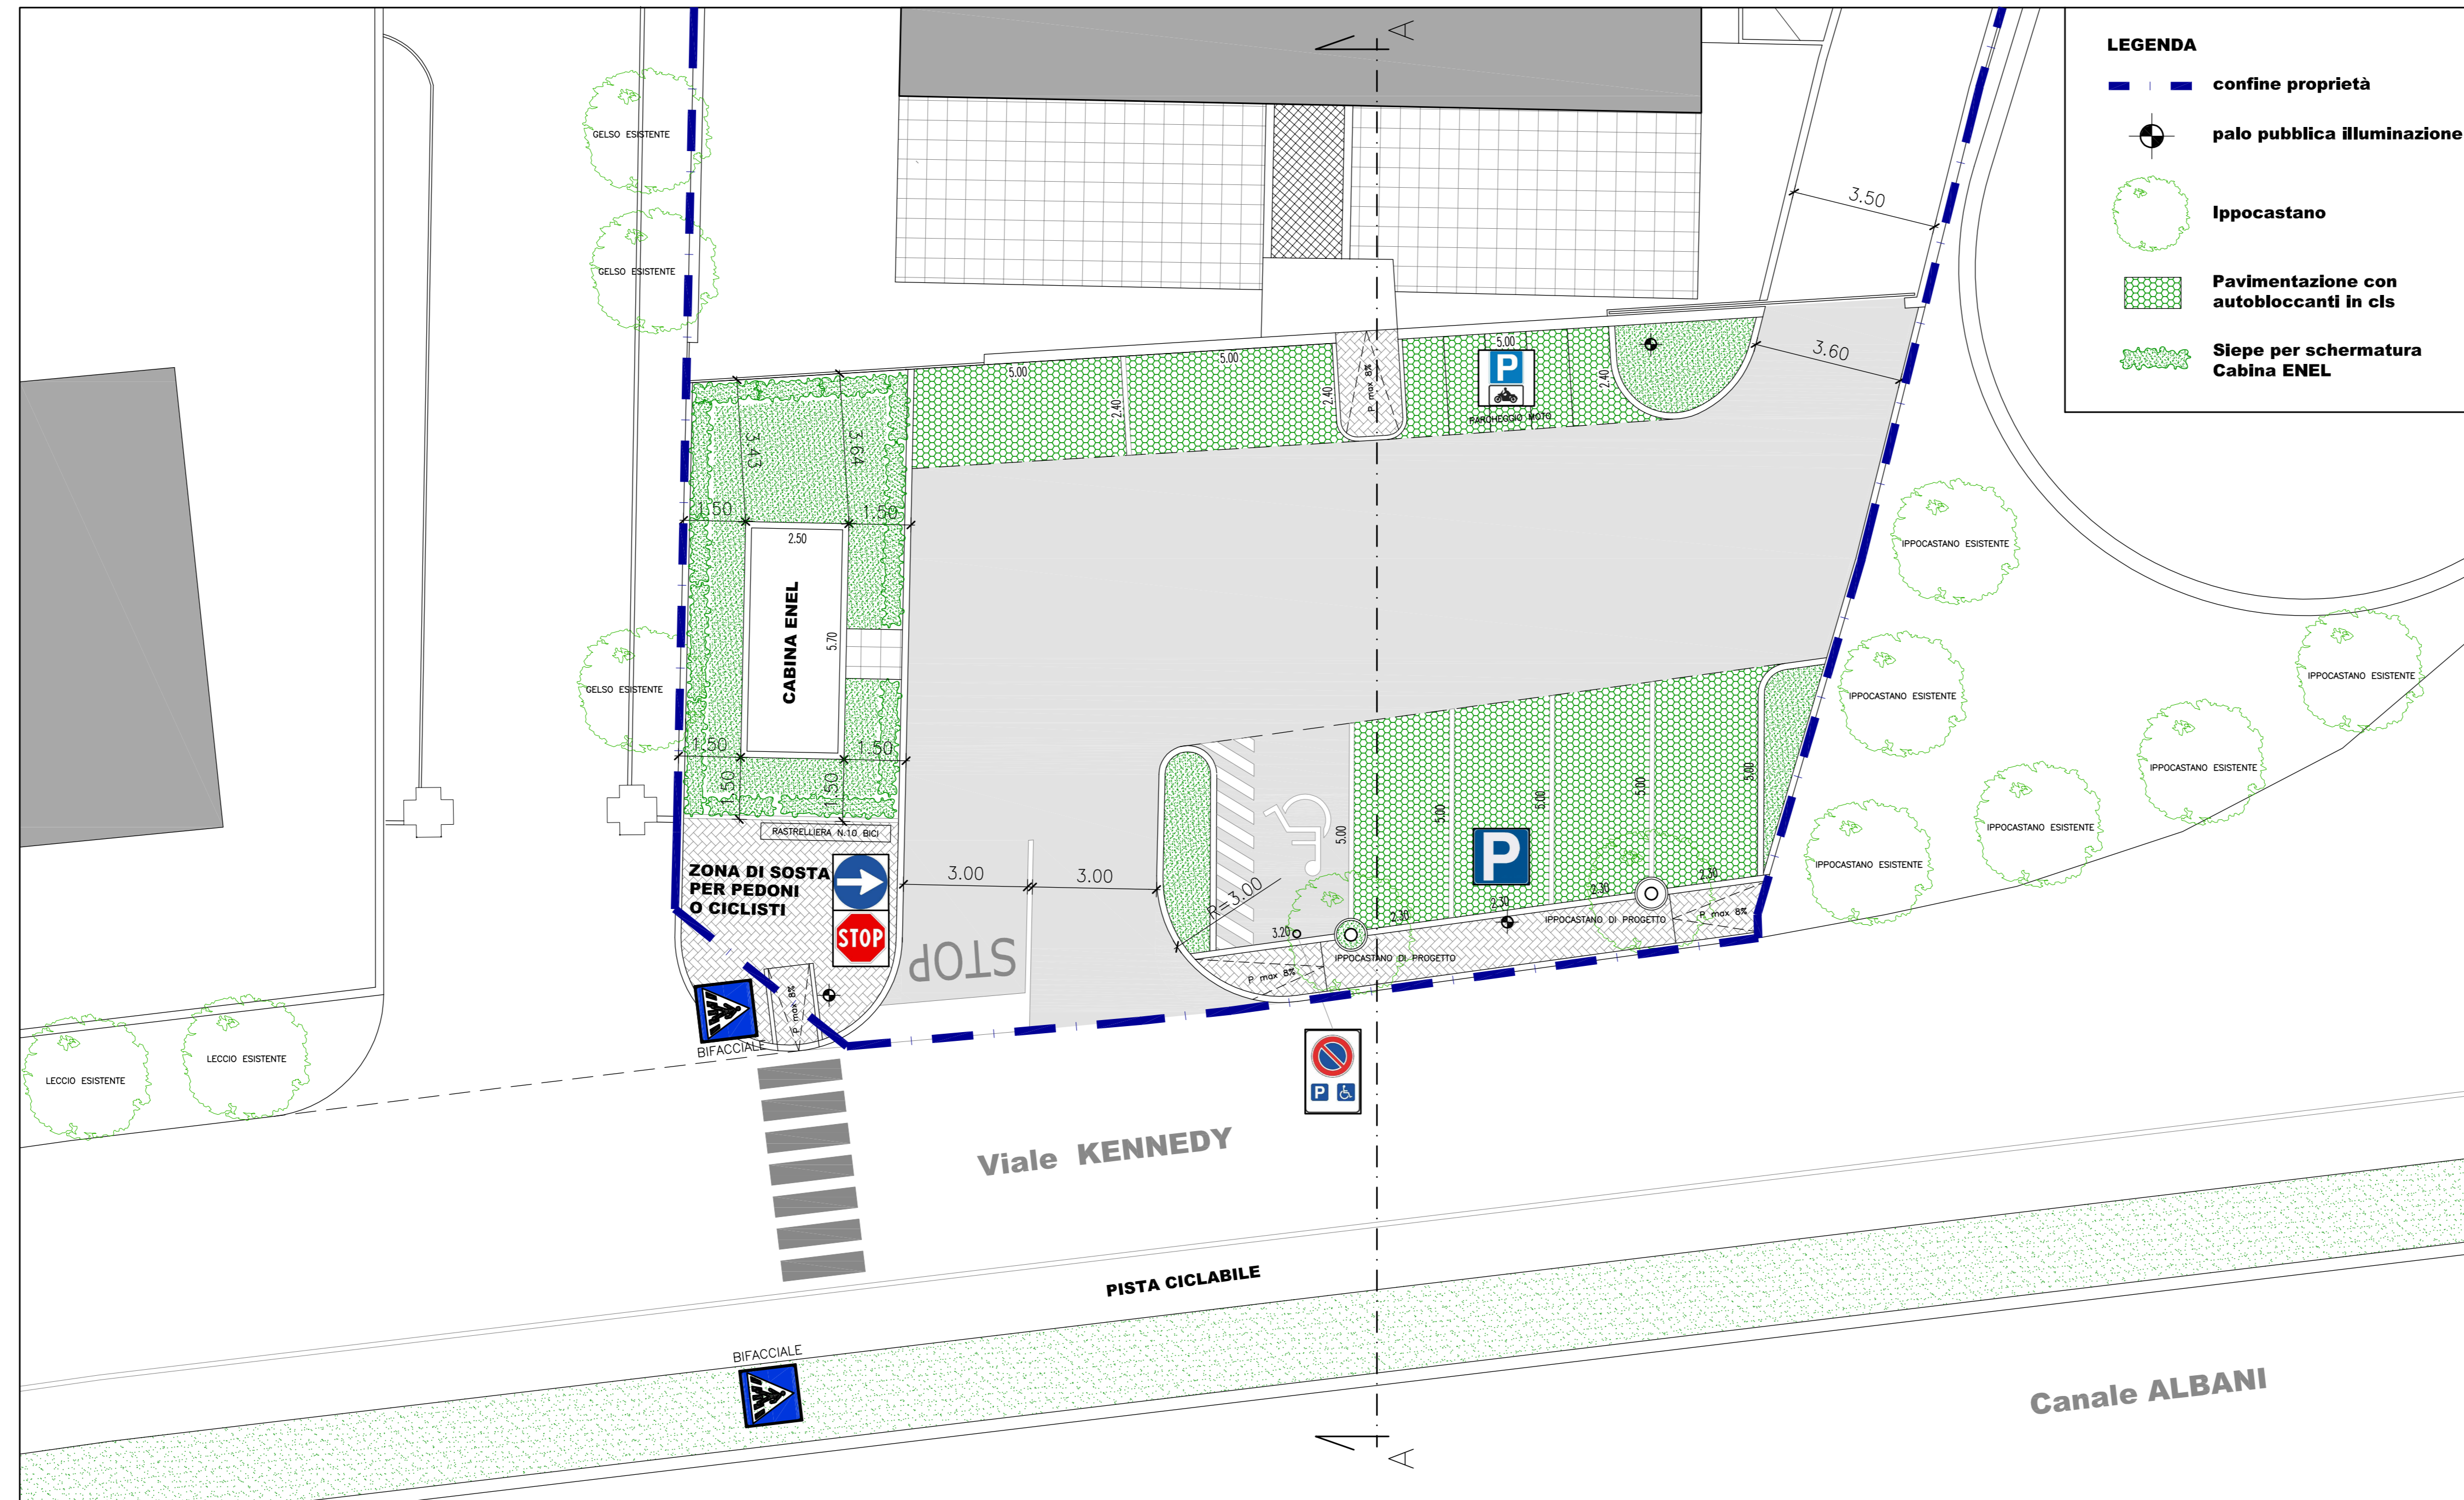 A
LEGENDA
confine proprietà
palo pubblica illuminazione
Ippocastano
Pavimentazione con
autobloccanti in cls
Siepe per schermatura
Cabina ENEL
GELSO ESISTENTE
GELSO ESISTENTE
3.50
3.60
5.00
5.00
5.00
2.40
2.40
2.40
P max 8%
P
PARCHEGGIO MOTO
3.43
3.64
1.50
1.50
2.50
CABINA ENEL
5.70
GELSO ESISTENTE
1.50
1.50
1.50
1.50
RASTRELLIERA N.10 BICI
ZONA DI SOSTA
PER PEDONI
O CICLISTI
STOP
3.00
3.00
STOP
R=3.00
5.00
5.00
5.00
5.00
5.00
P
2.30
2.30
2.30
2.30
3.20
IPPOCASTANO DI PROGETTO
IPPOCASTANO DI PROGETTO
P max 8%
P max 8%
P max 8%
BIFACCIALE
IPPOCASTANO ESISTENTE
IPPOCASTANO ESISTENTE
IPPOCASTANO ESISTENTE
IPPOCASTANO ESISTENTE
IPPOCASTANO ESISTENTE
IPPOCASTANO ESISTENTE
LECCIO ESISTENTE
LECCIO ESISTENTE
P
Viale KENNEDY
PISTA CICLABILE
BIFACCIALE
Canale ALBANI
A